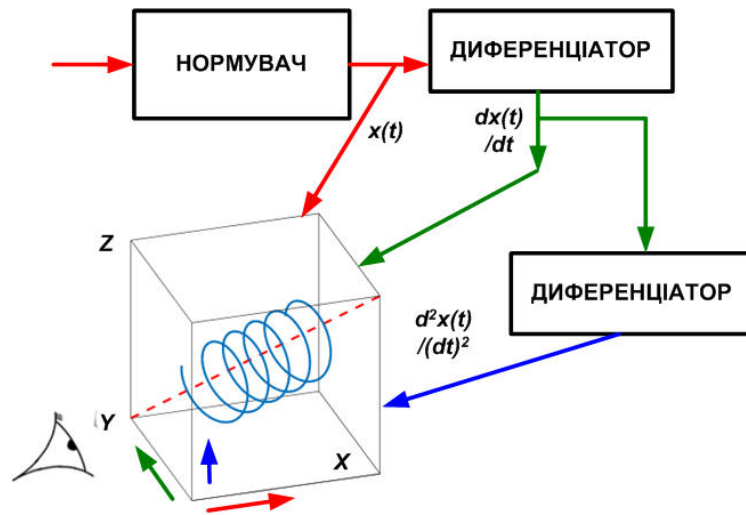 НОРМУВАЧ
ДИФЕРЕНЦІАТОР
x(t)
dx(t)
/dt
Z
ДИФЕРЕНЦІАТОР
d²x(t)
/(dt)²
Y
X